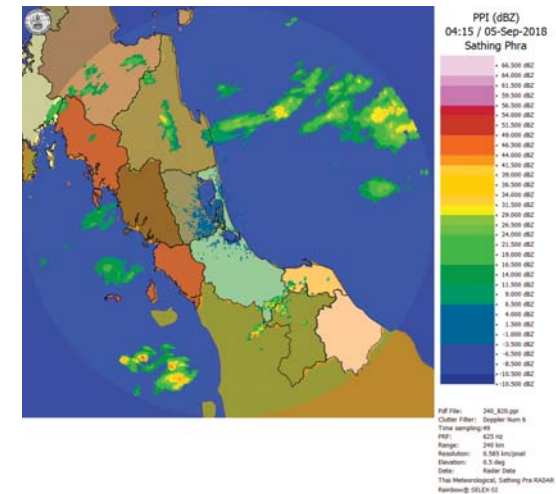 PPI (dBZ)
04:15 / 05-Sep-2018
Sathing Phra
+ 66.500 dBZ
+ 64.000 dBZ
+ 61.500 dBZ
+ 59.000 dBZ
+ 56.500 dBZ
+ 54.000 dBZ
+ 51.500 dBZ
+ 49.000 dBZ
+ 46.500 dBZ
+ 44.000 dBZ
+ 41.500 dBZ
+ 39.000 dBZ
+ 36.500 dBZ
+ 34.000 dBZ
+ 31.500 dBZ
+ 29.000 dBZ
+ 26.500 dBZ
+ 24.000 dBZ
+ 21.500 dBZ
+ 19.000 dBZ
+ 16.500 dBZ
+ 14.000 dBZ
+ 11.500 dBZ
+ 9.000 dBZ
+ 6.500 dBZ
+ 4.000 dBZ
+ 1.500 dBZ
+ -1.000 dBZ
+ -3.500 dBZ
+ -8.500 dBZ
+ -10.500 dBZ
Pdf File: 240_820.ppi
Clutter Filter: Doppler Num 6
Time sampling:49
PRF: 625 Hz
Range: 240 km
Resolution: 0.585 km/pixel
Elevation: 0.5 deg
Date: Radar Date
Thai Meteorological, Sathing Pra RADAR
Rainbow® SELEX-SI